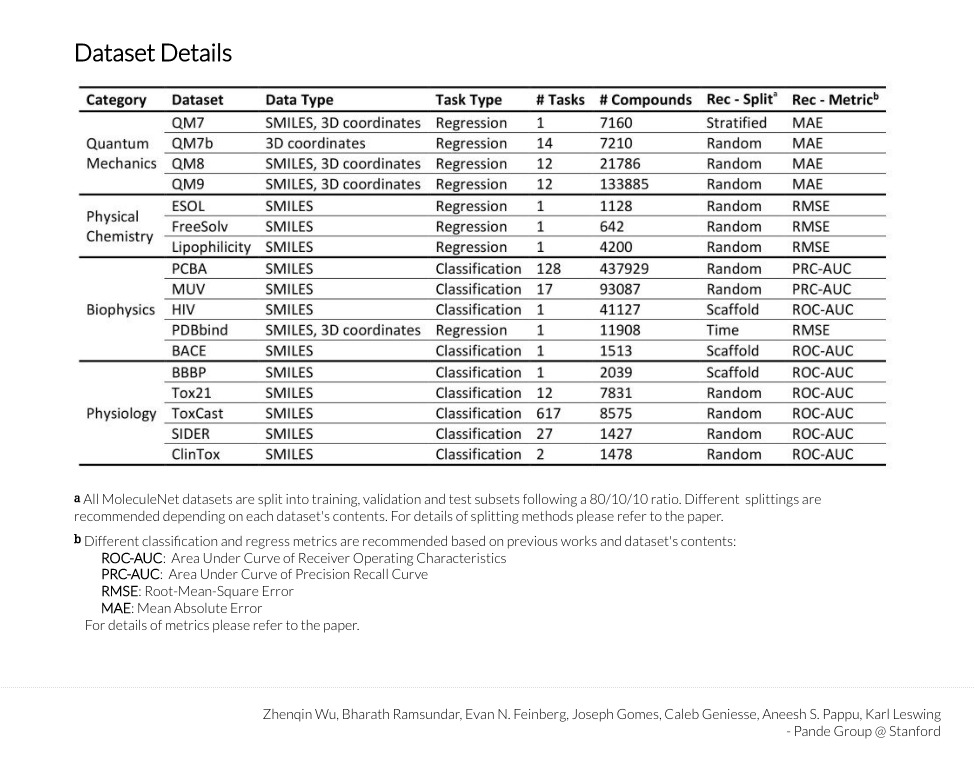 Dataset Details
Category Dataset Data Type Task Type # Tasks # Compounds Rec - Splitᵃ Rec - Metricᵇ
Quantum Mechanics
QM7 SMILES, 3D coordinates Regression 1 7160 Stratified MAE
QM7b 3D coordinates Regression 14 7210 Random MAE
QM8 SMILES, 3D coordinates Regression 12 21786 Random MAE
QM9 SMILES, 3D coordinates Regression 12 133885 Random MAE
Physical Chemistry
ESOL SMILES Regression 1 1128 Random RMSE
FreeSolv SMILES Regression 1 642 Random RMSE
Lipophilicity SMILES Regression 1 4200 Random RMSE
Biophysics
PCBA SMILES Classification 128 437929 Random PRC-AUC
MUV SMILES Classification 17 93087 Random PRC-AUC
HIV SMILES Classification 1 41127 Scaffold ROC-AUC
PDBbind SMILES, 3D coordinates Regression 1 11908 Time RMSE
BACE SMILES Classification 1 1513 Scaffold ROC-AUC
Physiology
BBBP SMILES Classification 1 2039 Scaffold ROC-AUC
Tox21 SMILES Classification 12 7831 Random ROC-AUC
ToxCast SMILES Classification 617 8575 Random ROC-AUC
SIDER SMILES Classification 27 1427 Random ROC-AUC
ClinTox SMILES Classification 2 1478 Random ROC-AUC
a All MoleculeNet datasets are split into training, validation and test subsets following a 80/10/10 ratio. Different splittings are
recommended depending on each dataset's contents. For details of splitting methods please refer to the paper.
b Different classification and regress metrics are recommended based on previous works and dataset's contents:
ROC-AUC: Area Under Curve of Receiver Operating Characteristics
PRC-AUC: Area Under Curve of Precision Recall Curve
RMSE: Root-Mean-Square Error
MAE: Mean Absolute Error
For details of metrics please refer to the paper.
Zhenqin Wu, Bharath Ramsundar, Evan N. Feinberg, Joseph Gomes, Caleb Geniesse, Aneesh S. Pappu, Karl Leswing
- Pande Group @ Stanford